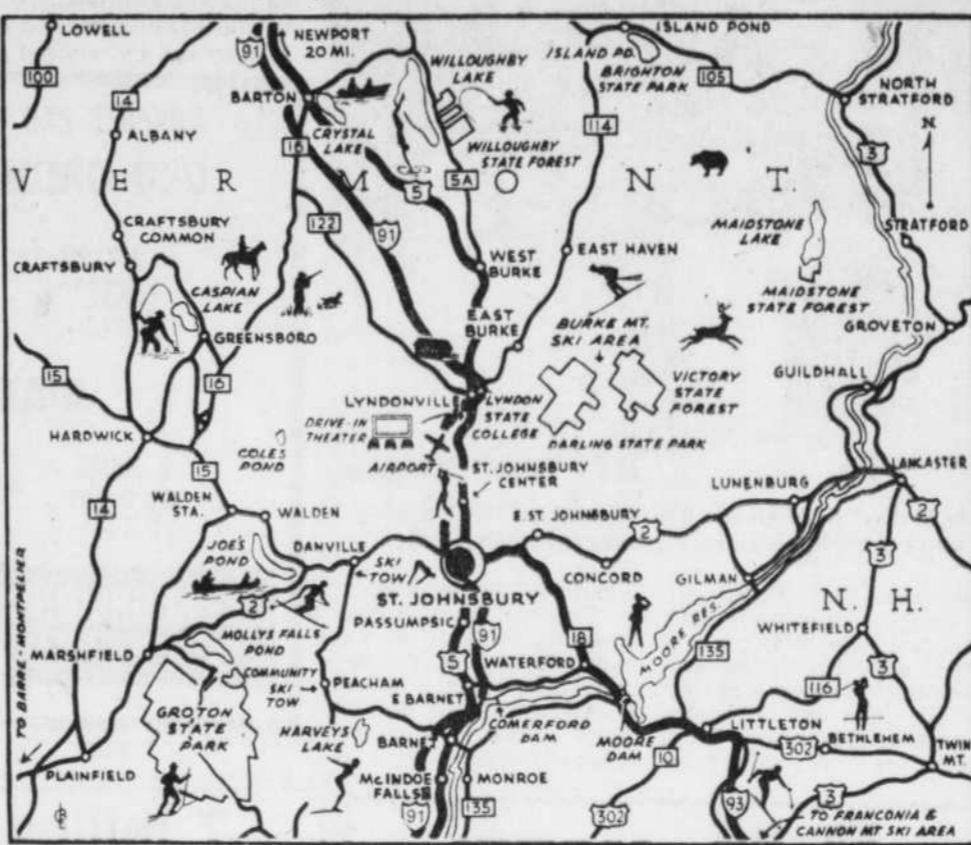 LOWELL
91
NEWPORT
20 MI.
ISLAND POND
100
14
WILLOUGHBY
LAKE
ISLAND PD.
BRIGHTON
STATE PARK
105
NORTH
STRATFORD
BARTON
N
ALBANY
CRYSTAL
LAKE
16
114
WILLOUGHBY
STATE FOREST
3
VERMONT
5
5A
122
91
CRAFTSBURY
COMMON
MAIDSTONE
LAKE
STRATFORD
CRAFTSBURY
WEST
BURKE
EAST HAVEN
CASPIAN
LAKE
MAIDSTONE
STATE FOREST
EAST
BURKE
BURKE MT.
SKI AREA
GROVETON
GREENSBORO
15
16
GUILDHALL
VICTORY
STATE
FOREST
LYNDONVILLE
LYNDON
STATE
COLLEGE
DRIVE-IN
THEATER
DARLING STATE PARK
HARDWICK
COLES
POND
AIRPORT
ST. JOHNSBURY
CENTER
LANCASTER
15
LUNENBURG
14
WALDEN
STA.
WALDEN
E. ST. JOHNSBURY
2
2
JOE'S
POND
DANVILLE
SKI
TOW
CONCORD
GILMAN
3
TO BARRE-MONTPELIER
ST. JOHNSBURY
N. H.
2
PASSUMPSIC
91
MOORE RES.
WHITEFIELD
MOLLYS FALLS
POND
18
135
MARSHFIELD
5
WATERFORD
3
COMMUNITY
SKI
TOW
PEACHAM
E BARNET
116
GROTON
STATE
PARK
HARVEYS
LAKE
BARNET
COMERFORD
DAM
MOORE
DAM
LITTLETON
10
302
BETHLEHEM
TWIN
MT.
PLAINFIELD
McINDOE
FALLS
MONROE
91
135
302
93
3
TO FRANCONIA &
CANNON MT SKI AREA